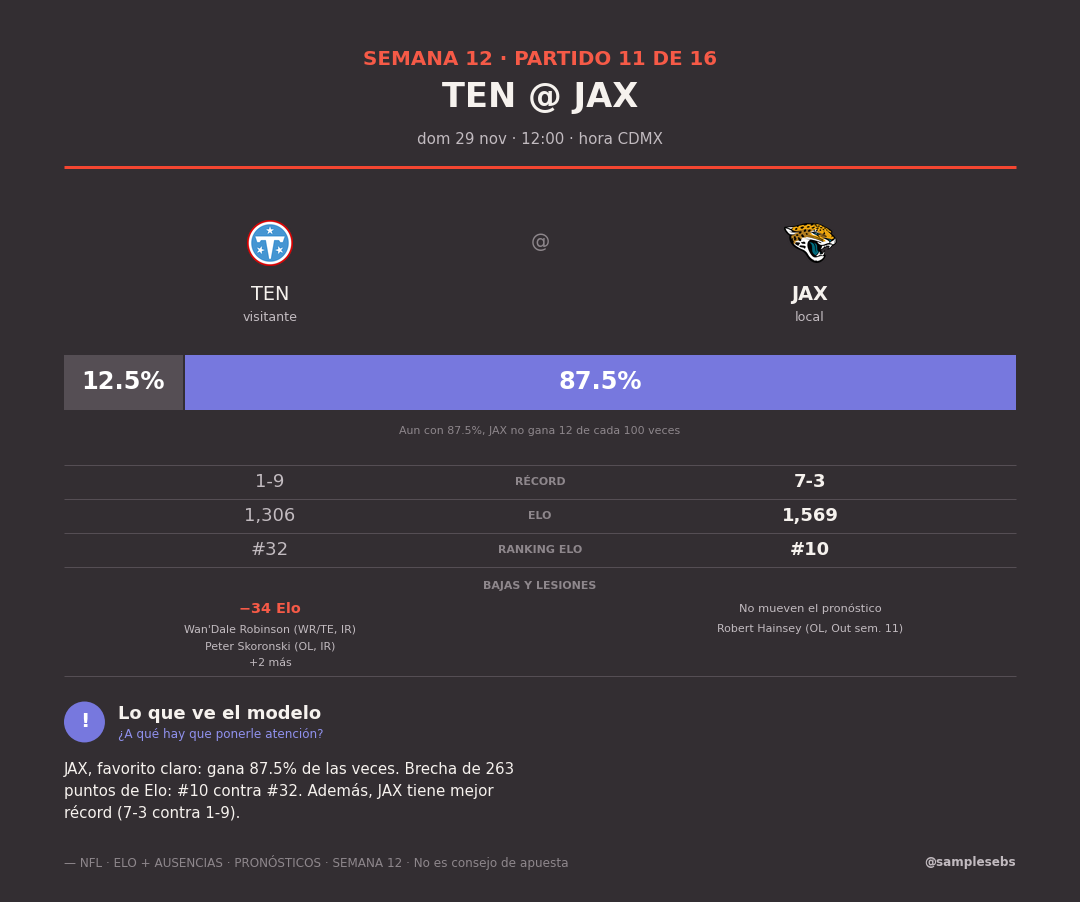 SEMANA 12 · PARTIDO 11 DE 16
TEN @ JAX
dom 29 nov · 12:00 · hora CDMX
@
TEN
visitante
JAX
local
12.5%
87.5%
Aun con 87.5%, JAX no gana 12 de cada 100 veces
1-9 RÉCORD 7-3
1,306 ELO 1,569
#32 RANKING ELO #10
BAJAS Y LESIONES
−34 Elo
Wan'Dale Robinson (WR/TE, IR)
Peter Skoronski (OL, IR)
+2 más
No mueven el pronóstico
Robert Hainsey (OL, Out sem. 11)
!
Lo que ve el modelo
¿A qué hay que ponerle atención?
JAX, favorito claro: gana 87.5% de las veces. Brecha de 263
puntos de Elo: #10 contra #32. Además, JAX tiene mejor
récord (7-3 contra 1-9).
— NFL · ELO + AUSENCIAS · PRONÓSTICOS · SEMANA 12 · No es consejo de apuesta
@samplesebs